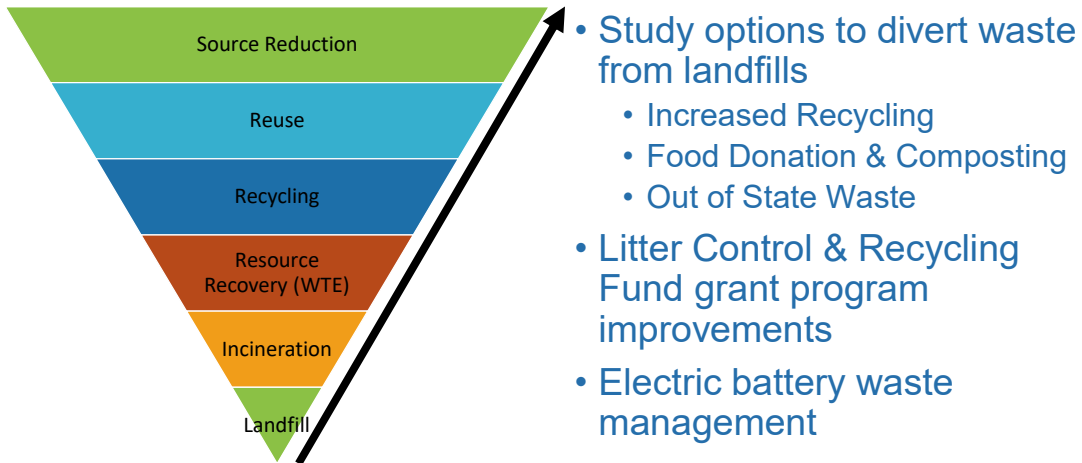 Source Reduction
Reuse
Recycling
Resource
Recovery (WTE)
Incineration
Landfill
• Study options to divert waste
from landfills
• Increased Recycling
• Food Donation & Composting
• Out of State Waste
• Litter Control & Recycling
Fund grant program
improvements
• Electric battery waste
management